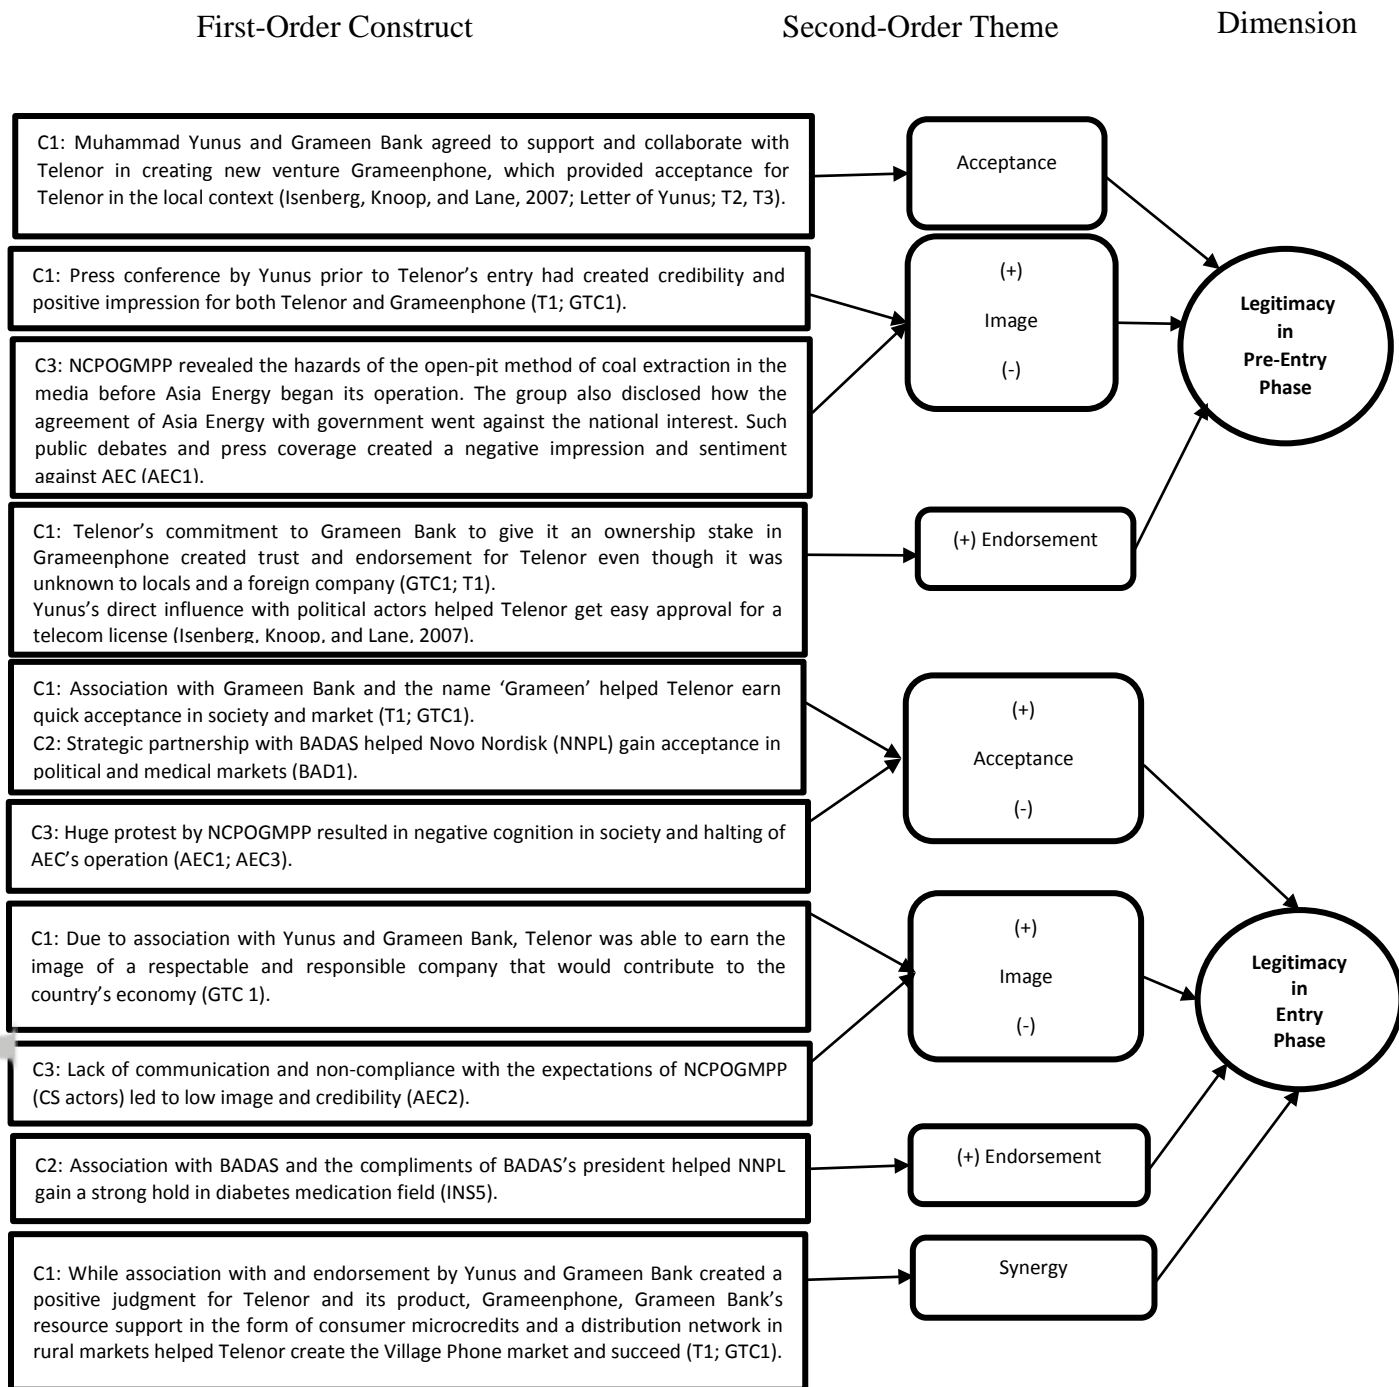 First-Order Construct
Second-Order Theme
Dimension
C1: Muhammad Yunus and Grameen Bank agreed to support and collaborate with
Telenor in creating new venture Grameenphone, which provided acceptance for
Telenor in the local context (Isenberg, Knoop, and Lane, 2007; Letter of Yunus; T2, T3).
Acceptance
C1: Press conference by Yunus prior to Telenor’s entry had created credibility and
positive impression for both Telenor and Grameenphone (T1; GTC1).
(+)
Image
(-)
Legitimacy
in
Pre-Entry
Phase
C3: NCPOGMPP revealed the hazards of the open-pit method of coal extraction in the
media before Asia Energy began its operation. The group also disclosed how the
agreement of Asia Energy with government went against the national interest. Such
public debates and press coverage created a negative impression and sentiment
against AEC (AEC1).
C1: Telenor’s commitment to Grameen Bank to give it an ownership stake in
Grameenphone created trust and endorsement for Telenor even though it was
unknown to locals and a foreign company (GTC1; T1).
Yunus’s direct influence with political actors helped Telenor get easy approval for a
telecom license (Isenberg, Knoop, and Lane, 2007).
(+) Endorsement
C1: Association with Grameen Bank and the name ‘Grameen’ helped Telenor earn
quick acceptance in society and market (T1; GTC1).
C2: Strategic partnership with BADAS helped Novo Nordisk (NNPL) gain acceptance in
political and medical markets (BAD1).
(+)
Acceptance
(-)
C3: Huge protest by NCPOGMPP resulted in negative cognition in society and halting of
AEC’s operation (AEC1; AEC3).
C1: Due to association with Yunus and Grameen Bank, Telenor was able to earn the
image of a respectable and responsible company that would contribute to the
country’s economy (GTC 1).
(+)
Image
(-)
Legitimacy
in
Entry
Phase
C3: Lack of communication and non-compliance with the expectations of NCPOGMPP
(CS actors) led to low image and credibility (AEC2).
C2: Association with BADAS and the compliments of BADAS’s president helped NNPL
gain a strong hold in diabetes medication field (INS5).
(+) Endorsement
C1: While association with and endorsement by Yunus and Grameen Bank created a
positive judgment for Telenor and its product, Grameenphone, Grameen Bank’s
resource support in the form of consumer microcredits and a distribution network in
rural markets helped Telenor create the Village Phone market and succeed (T1; GTC1).
Synergy